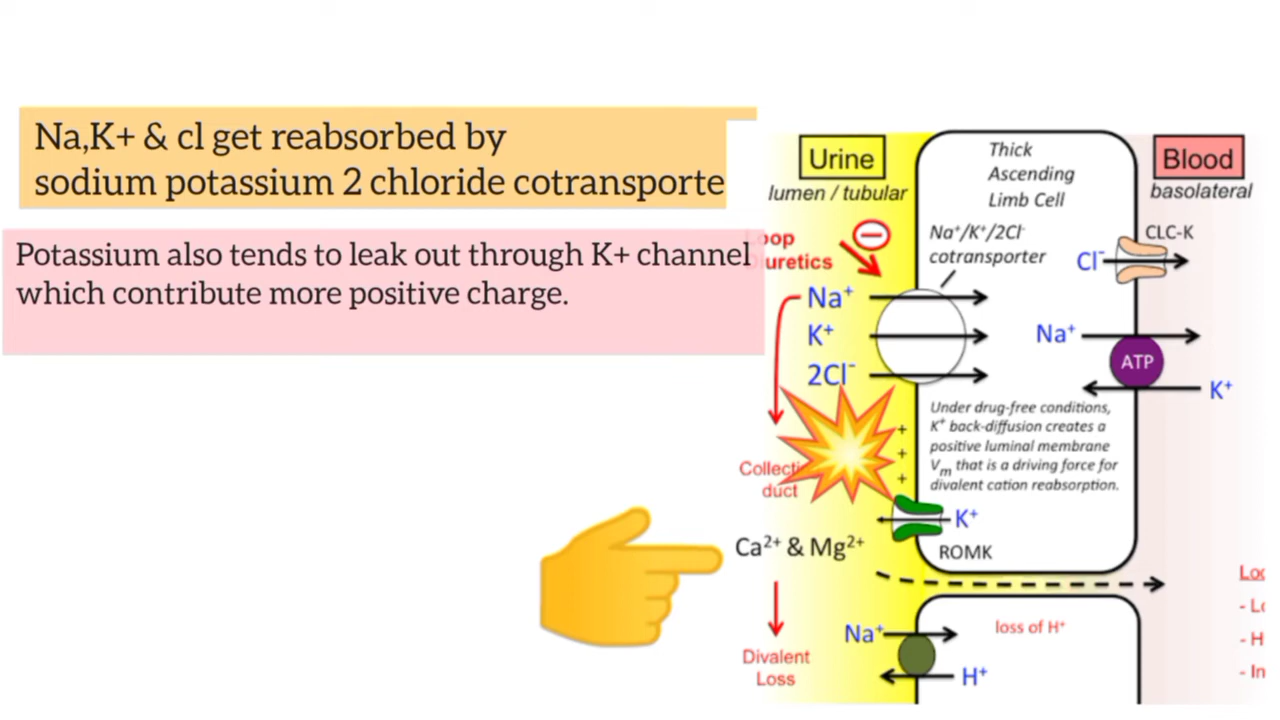 Na,K+ & cl get reabsorbed by
sodium potassium 2 chloride cotransporte
Potassium also tends to leak out through K+ channel
which contribute more positive charge.
Urine
lumen / tubular
Thick
Ascending
Limb Cell
Blood
basolateral
Na⁺/K⁺/2Cl⁻
cotransporter
CLC-K
Cl⁻
Na⁺
K⁺
2Cl⁻
Na⁺
ATP
K⁺
Under drug-free conditions,
K⁺ back-diffusion creates a
positive luminal membrane
Vm that is a driving force for
divalent cation reabsorption.
+
+
+
duct
K⁺
ROMK
Ca²⁺ & Mg²⁺
Divalent
Loss
Na⁺
H⁺
loss of H⁺